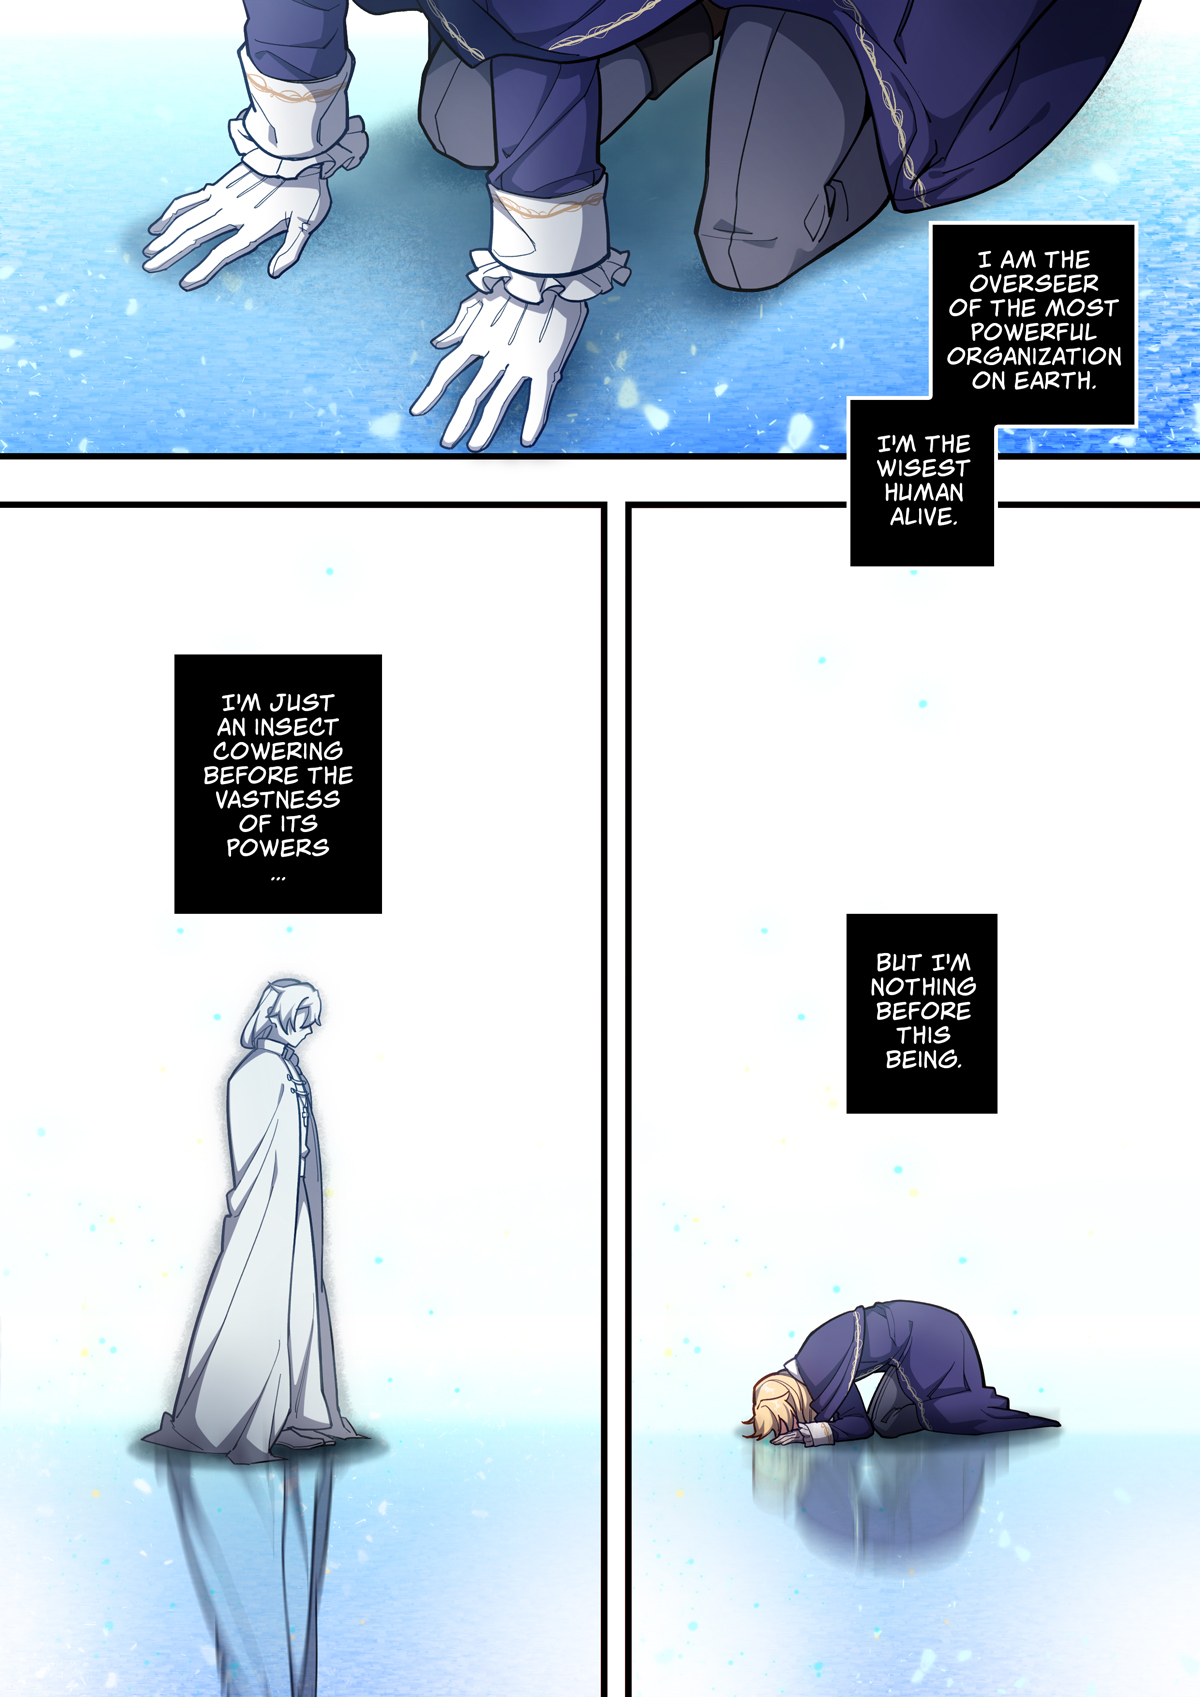 I AM THE
OVERSEER
OF THE MOST
POWERFUL
ORGANIZATION
ON EARTH.
I'M THE
WISEST
HUMAN
ALIVE.
BUT I'M
NOTHING
BEFORE
THIS
BEING.
I'M JUST
AN INSECT
COWERING
BEFORE THE
VASTNESS
OF ITS
POWERS
...